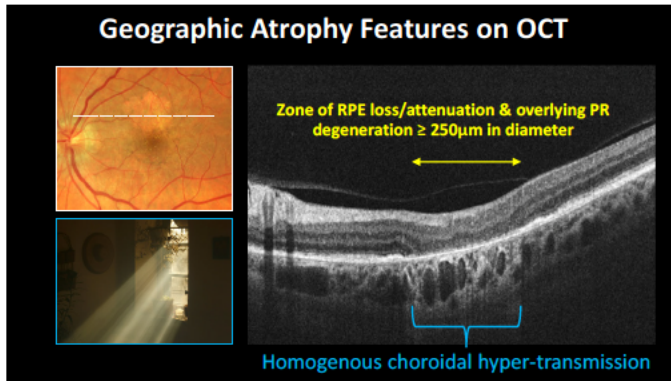 Geographic Atrophy Features on OCT
Zone of RPE loss/attenuation & overlying PR
degeneration ≥ 250μm in diameter
Homogenous choroidal hyper-transmission